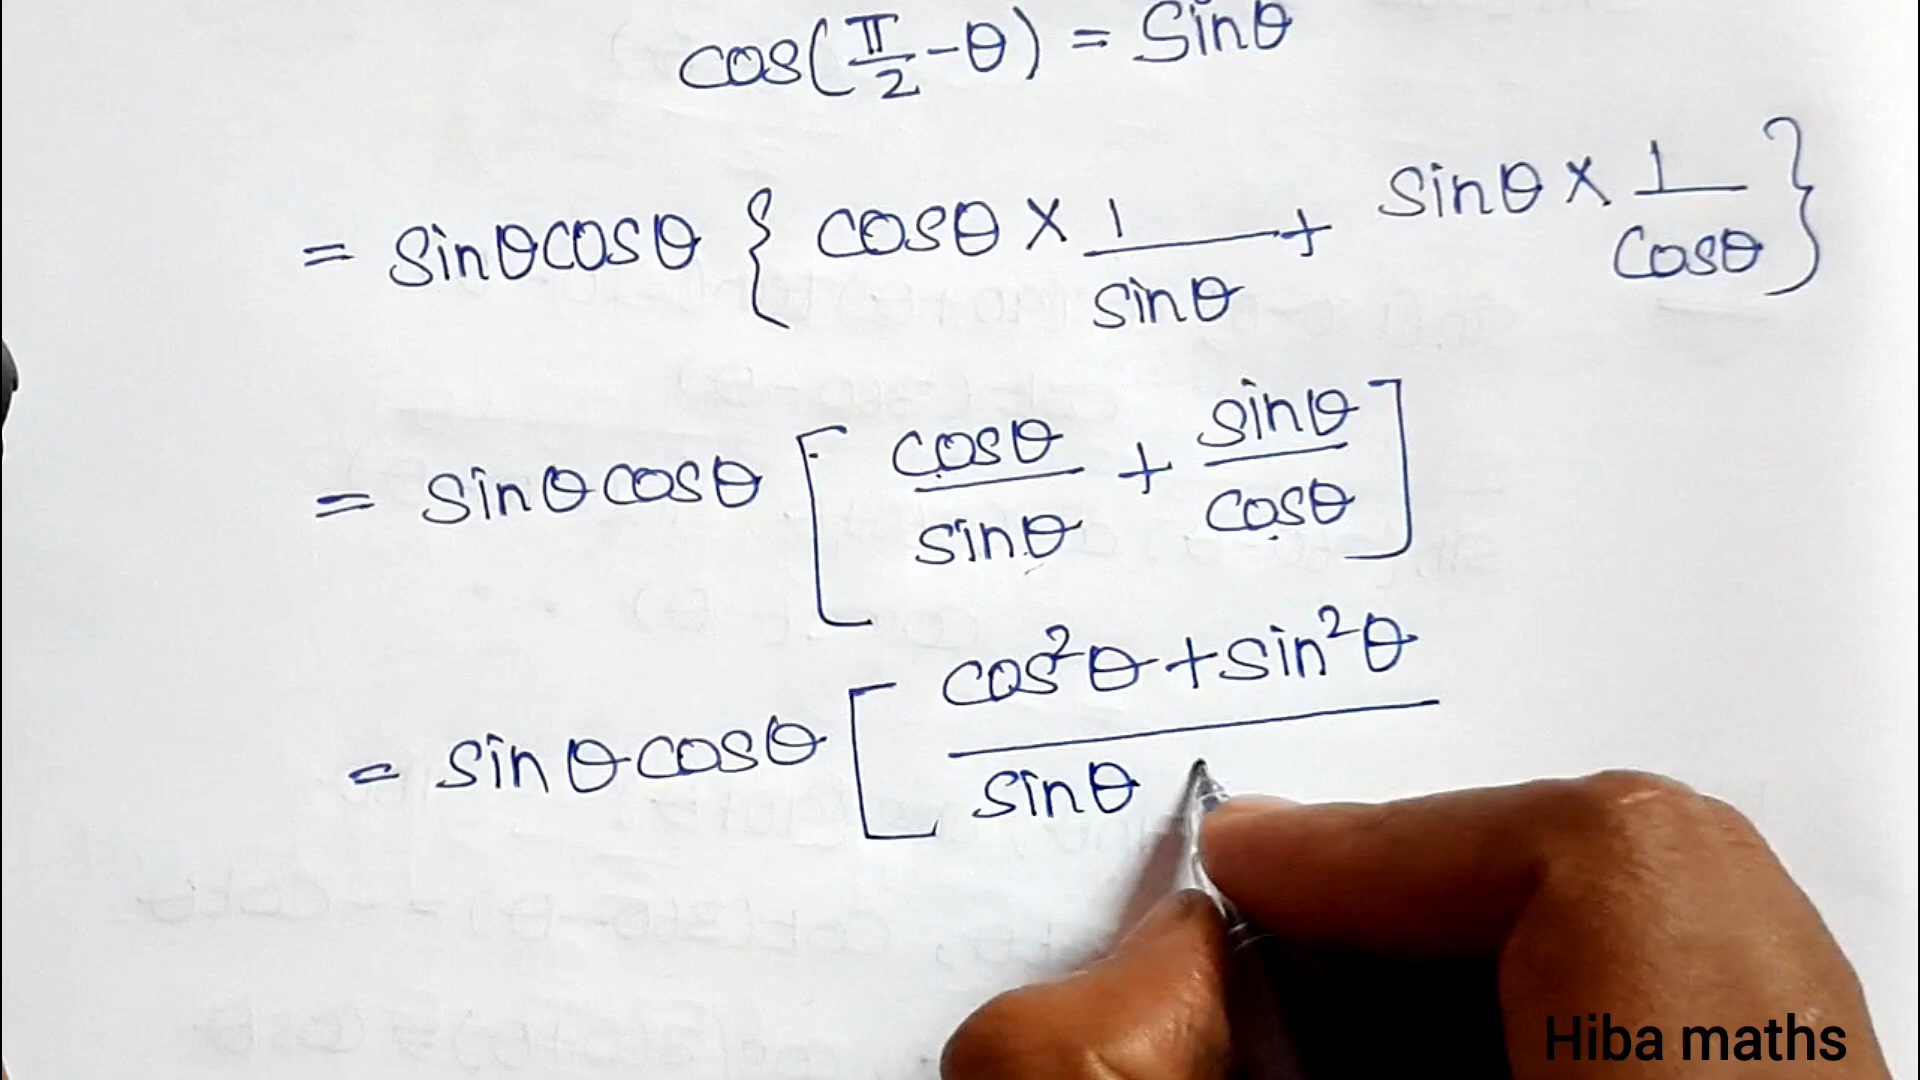 cos(π/2 - θ) = Sinθ
= sinθcosθ { cosθ × 1/sinθ + sinθ × 1/cosθ }
= sinθcosθ [ cosθ/sinθ + sinθ/cosθ ]
= sinθcosθ [ cos²θ + sin²θ / sinθ
Hiba maths